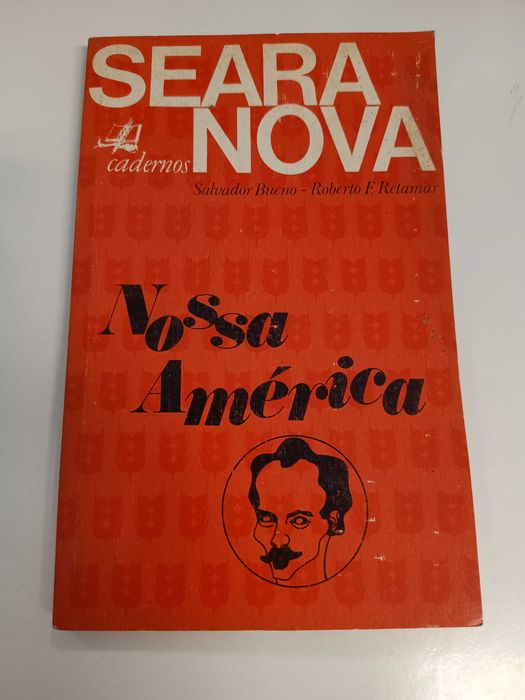 SEARA
NOVA
cadernos
Salvador Bueno - Roberto F. Retamar
Nossa
América